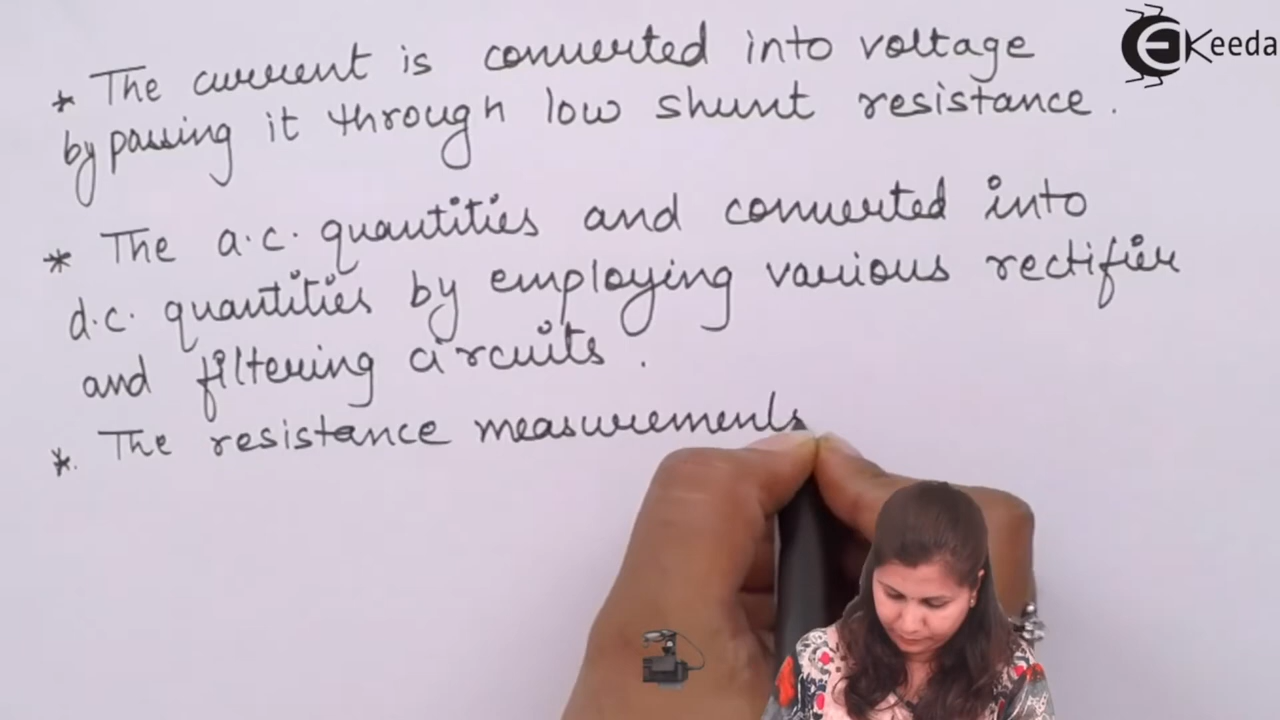 * The current is converted into voltage
by passing it through low shunt resistance.
* The a.c. quantities and converted into
d.c. quantities by employing various rectifier
and filtering circuits.
* The resistance measurements
EKeeda